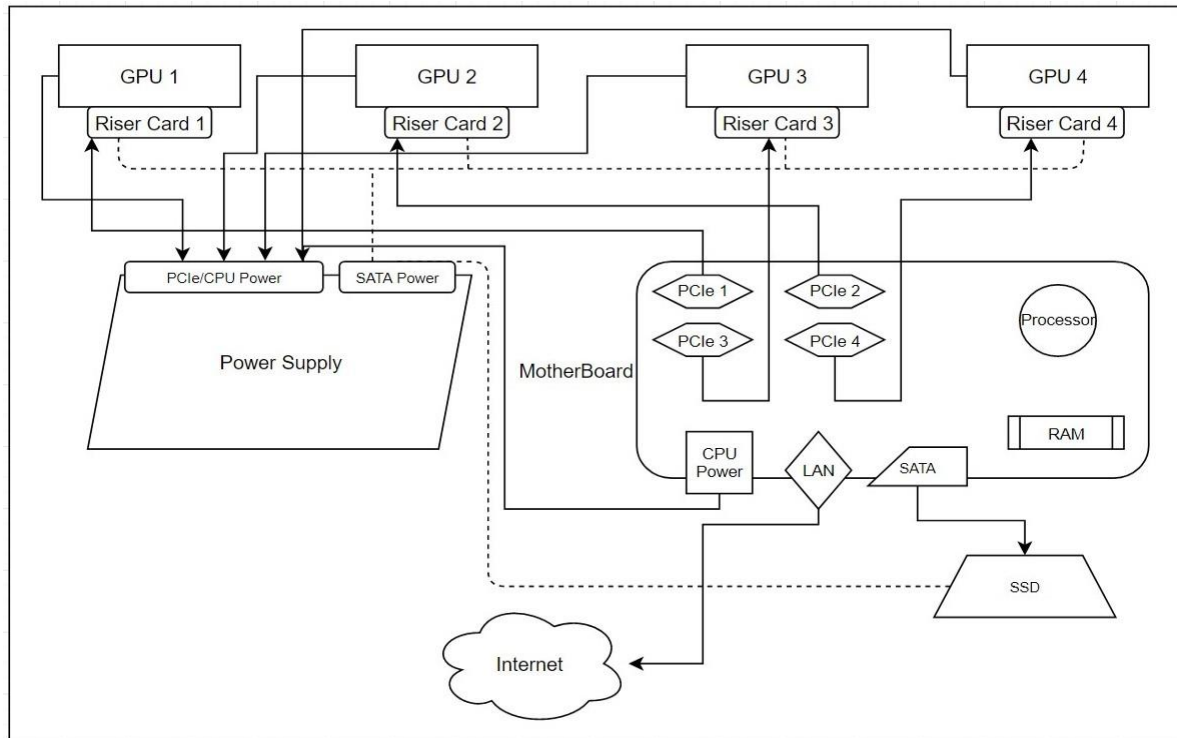 GPU 1
GPU 2
GPU 3
GPU 4
Riser Card 1
Riser Card 2
Riser Card 3
Riser Card 4
PCIe/CPU Power
SATA Power
PCIe 1
PCIe 2
Processor
PCIe 3
PCIe 4
Power Supply
MotherBoard
RAM
CPU
Power
LAN
SATA
SSD
Internet